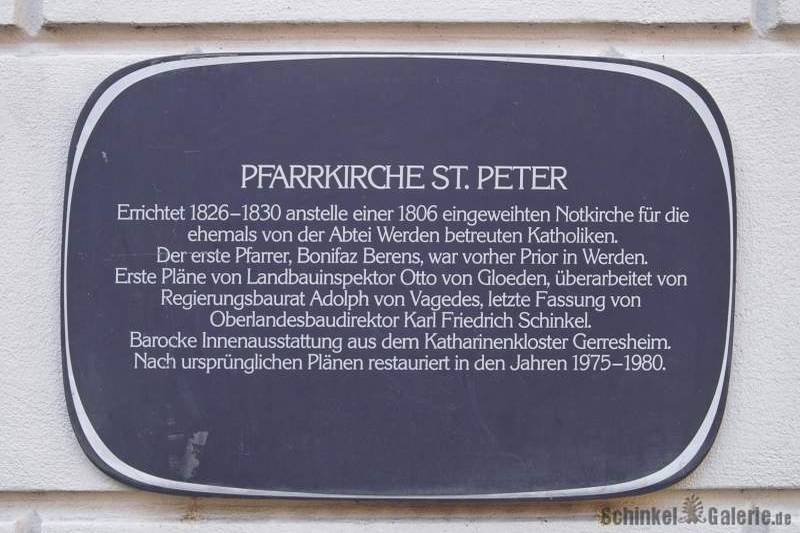 PFARRKIRCHE ST. PETER
Errichtet 1826–1830 anstelle einer 1806 eingeweihten Notkirche für die
ehemals von der Abtei Werden betreuten Katholiken.
Der erste Pfarrer, Bonifaz Berens, war vorher Prior in Werden.
Erste Pläne von Landbauinspektor Otto von Gloeden, überarbeitet von
Regierungsbaurat Adolph von Vagedes, letzte Fassung von
Oberlandesbaudirektor Karl Friedrich Schinkel.
Barocke Innenausstattung aus dem Katharinenkloster Gerresheim.
Nach ursprünglichen Plänen restauriert in den Jahren 1975–1980.
Schinkel Galerie.de